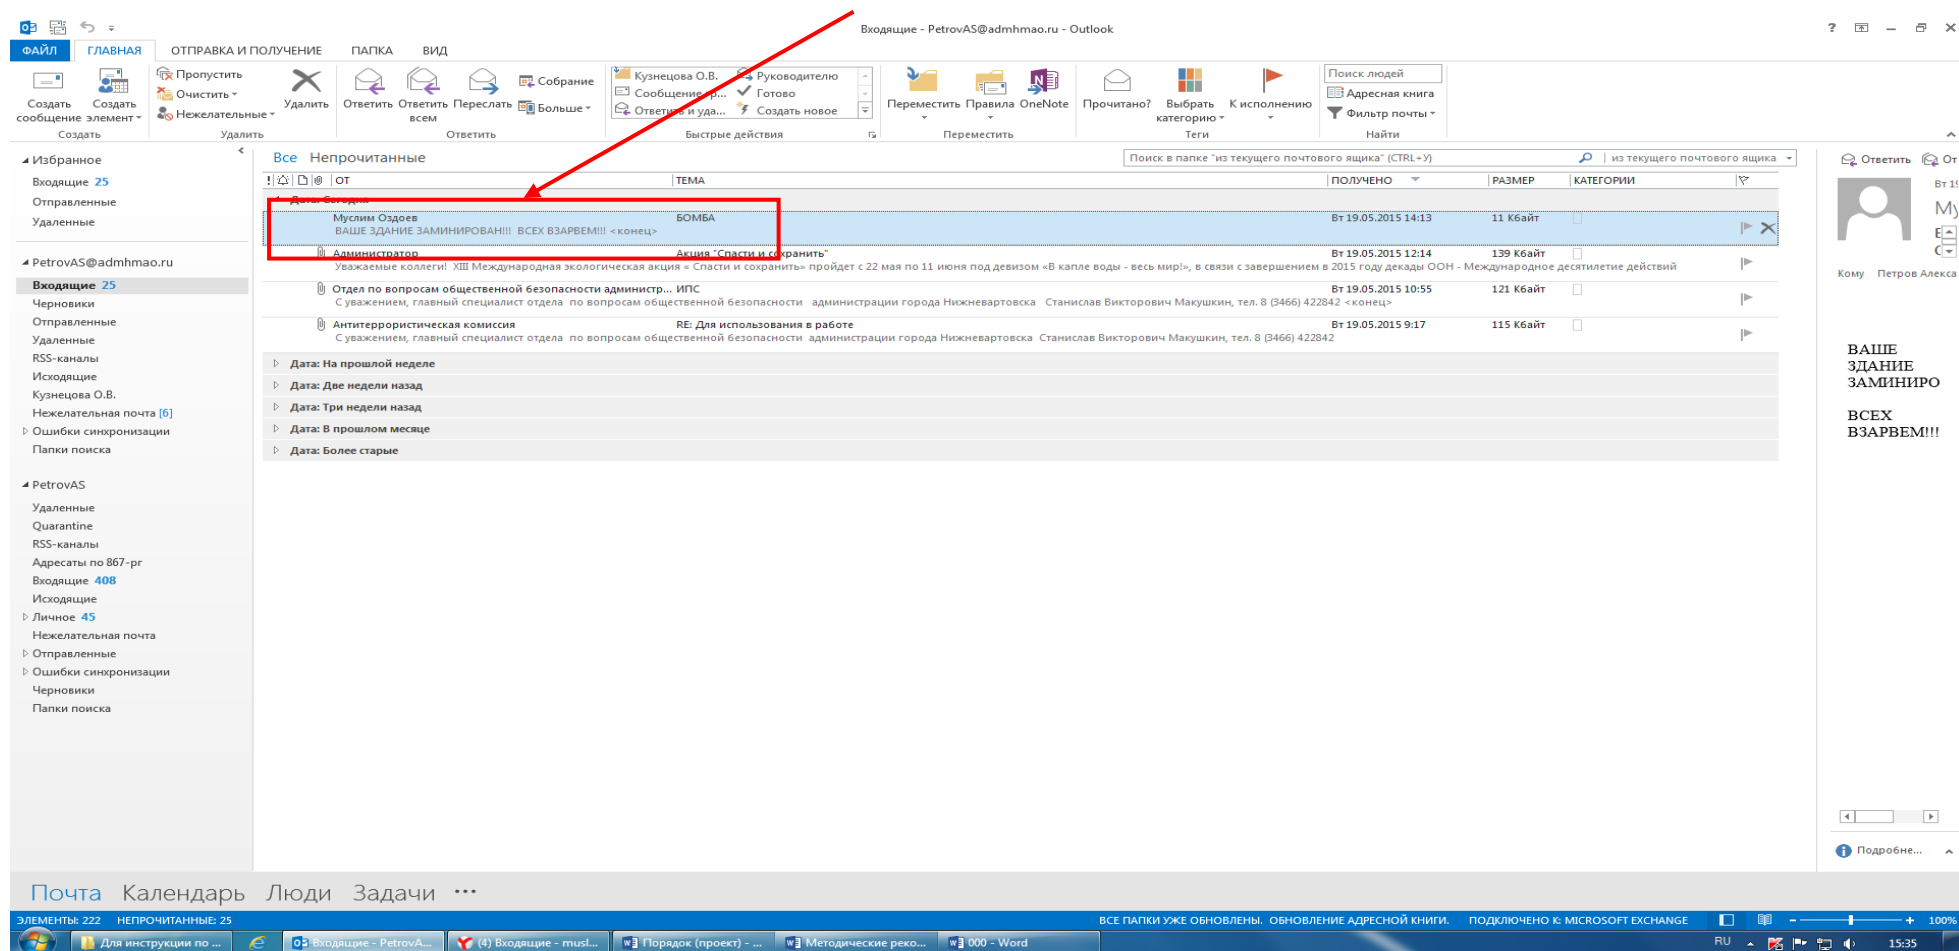 Входящие - PetrovAS@admhmao.ru - Outlook
ФАЙЛ ГЛАВНАЯ ОТПРАВКА И ПОЛУЧЕНИЕ ПАПКА ВИД
Создать сообщение
Создать элемент
Создать
Пропустить
Очистить
Нежелательные
Удалить
Удалить
Ответить
Ответить всем
Переслать
Собрание
Больше
Ответить
Кузнецова О.В.
Руководителю
Готово
Создать новое
Быстрые действия
Переместить
Правила
OneNote
Переместить
Прочитано?
Выбрать категорию
К исполнению
Теги
Поиск людей
Адресная книга
Фильтр почты
Найти
Избранное
Входящие 25
Отправленные
Удаленные
PetrovAS@admhmao.ru
Входящие 25
Черновики
Отправленные
Удаленные
RSS-каналы
Исходящие
Кузнецова О.В.
Нежелательная почта [6]
Ошибки синхронизации
Папки поиска
PetrovAS
Удаленные
Quarantine
RSS-каналы
Адресаты по 867-рг
Входящие 408
Исходящие
Личное 45
Нежелательная почта
Отправленные
Ошибки синхронизации
Черновики
Папки поиска
Все Непрочитанные
Поиск в папке "из текущего почтового ящика" (CTRL+У)
из текущего почтового ящика
ОТ ТЕМА ПОЛУЧЕНО РАЗМЕР КАТЕГОРИИ
Дата: Сегодня
Муслим Оздоев БОМБА Вт 19.05.2015 14:13 11 Кбайт
ВАШЕ ЗДАНИЕ ЗАМИНИРОВАН!!! ВСЕХ ВЗАРВЕМ!!! <конец>
Администратор Акция "Спасти и сохранить" Вт 19.05.2015 12:14 139 Кбайт
Уважаемые коллеги! XIII Международная экологическая акция « Спасти и сохранить» пройдет с 22 мая по 11 июня под девизом «В капле воды - весь мир!», в связи с завершением в 2015 году декады ООН - Международное десятилетие действий
Отдел по вопросам общественной безопасности администр... ИПС Вт 19.05.2015 10:55 121 Кбайт
С уважением, главный специалист отдела по вопросам общественной безопасности администрации города Нижневартовска Станислав Викторович Макушкин, тел. 8 (3466) 422842 <конец>
Антитеррористическая комиссия RE: Для использования в работе Вт 19.05.2015 9:17 115 Кбайт
С уважением, главный специалист отдела по вопросам общественной безопасности администрации города Нижневартовска Станислав Викторович Макушкин, тел. 8 (3466) 422842
Дата: На прошлой неделе
Дата: Две недели назад
Дата: Три недели назад
Дата: В прошлом месяце
Дата: Более старые
Ответить От
Вт 19
Му
Кому Петров Алекса
ВАШЕ
ЗДАНИЕ
ЗАМИНИРО
ВСЕХ
ВЗАРВЕМ!!!
Подробне...
Почта Календарь Люди Задачи
ЭЛЕМЕНТЫ: 222 НЕПРОЧИТАННЫЕ: 25
ВСЕ ПАПКИ УЖЕ ОБНОВЛЕНЫ. ОБНОВЛЕНИЕ АДРЕСНОЙ КНИГИ. ПОДКЛЮЧЕНО К: MICROSOFT EXCHANGE 100%
Для инструкции по ...
Входящие - PetrovA...
(4) Входящие - musl...
Порядок (проект) - ...
Методические реко...
000 - Word
RU 15:35